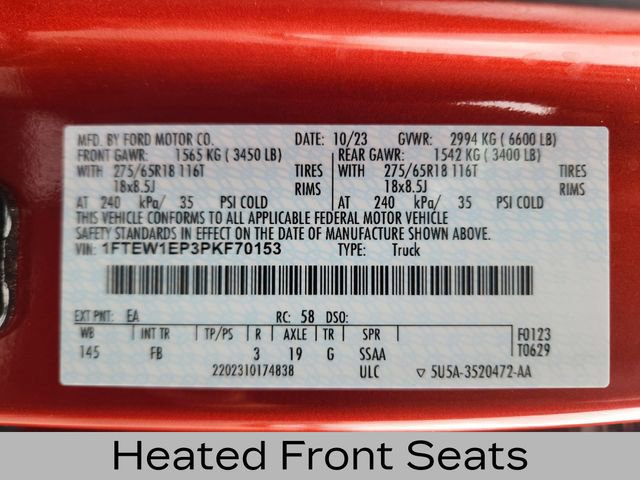 MFD. BY FORD MOTOR CO. DATE: 10/23 GVWR: 2994 KG ( 6600 LB)
FRONT GAWR: 1565 KG ( 3450 LB) REAR GAWR: 1542 KG ( 3400 LB)
WITH 275/65R18 116T TIRES WITH 275/65R18 116T TIRES
18x8.5J RIMS 18x8.5J RIMS
AT 240 kPa/ 35 PSI COLD AT 240 kPa/ 35 PSI COLD
THIS VEHICLE CONFORMS TO ALL APPLICABLE FEDERAL MOTOR VEHICLE
SAFETY STANDARDS IN EFFECT ON THE DATE OF MANUFACTURE SHOWN ABOVE.
VIN: 1FTEW1EP3PKF70153 TYPE: Truck
EXT PNT: EA RC: 58 DSO:
WB INT TR TP/PS R AXLE TR SPR F0123
145 FB 3 19 G SSAA T0629
2202310174838 ULC ▽ 5U5A-3520472-AA
Heated Front Seats